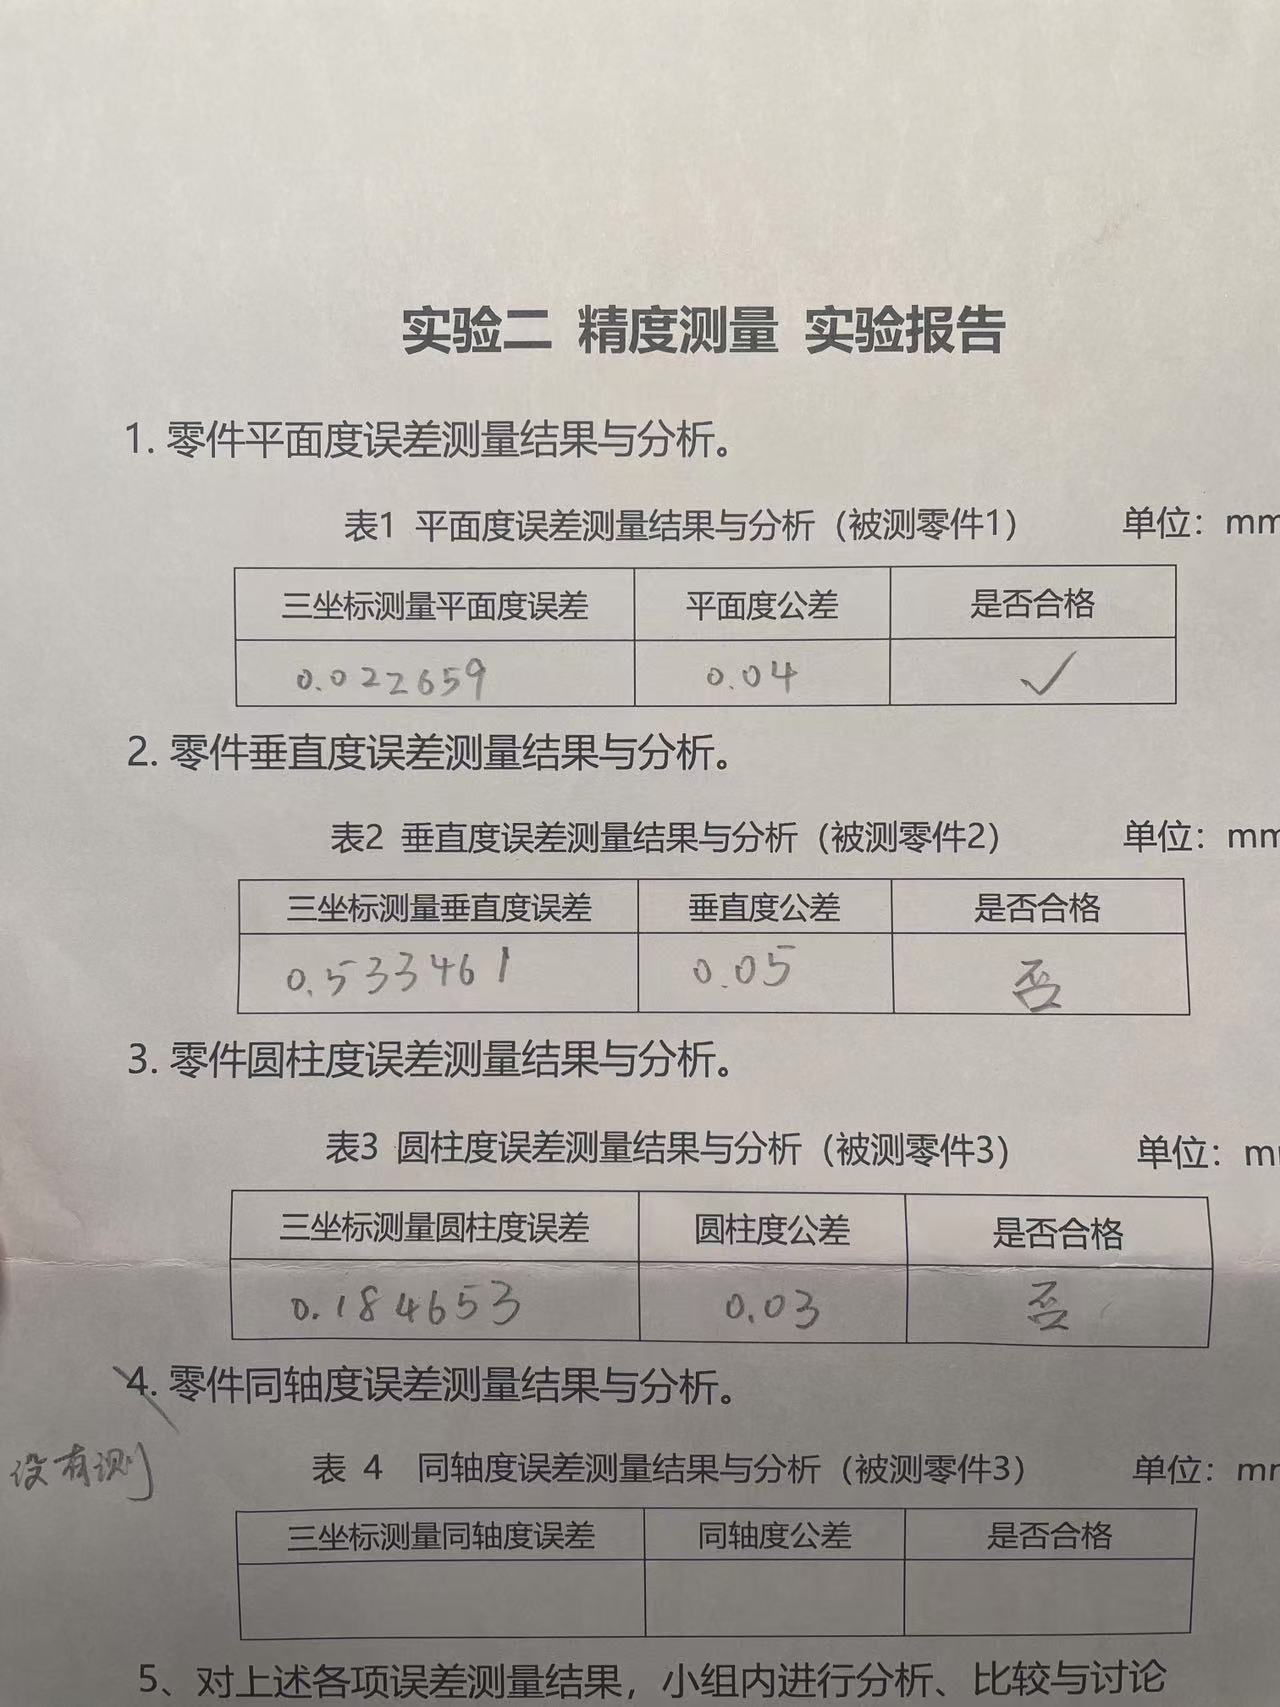 实验二 精度测量 实验报告
1. 零件平面度误差测量结果与分析。
表1 平面度误差测量结果与分析（被测零件1） 单位：mm
三坐标测量平面度误差 平面度公差 是否合格
0.022659 0.04 ✓
2. 零件垂直度误差测量结果与分析。
表2 垂直度误差测量结果与分析（被测零件2） 单位：mm
三坐标测量垂直度误差 垂直度公差 是否合格
0.533461 0.05 否
3. 零件圆柱度误差测量结果与分析。
表3 圆柱度误差测量结果与分析（被测零件3） 单位：m
三坐标测量圆柱度误差 圆柱度公差 是否合格
0.184653 0.03 否
4. 零件同轴度误差测量结果与分析。
没有测
表 4 同轴度误差测量结果与分析（被测零件3） 单位：mm
三坐标测量同轴度误差 同轴度公差 是否合格
5、对上述各项误差测量结果，小组内进行分析、比较与讨论